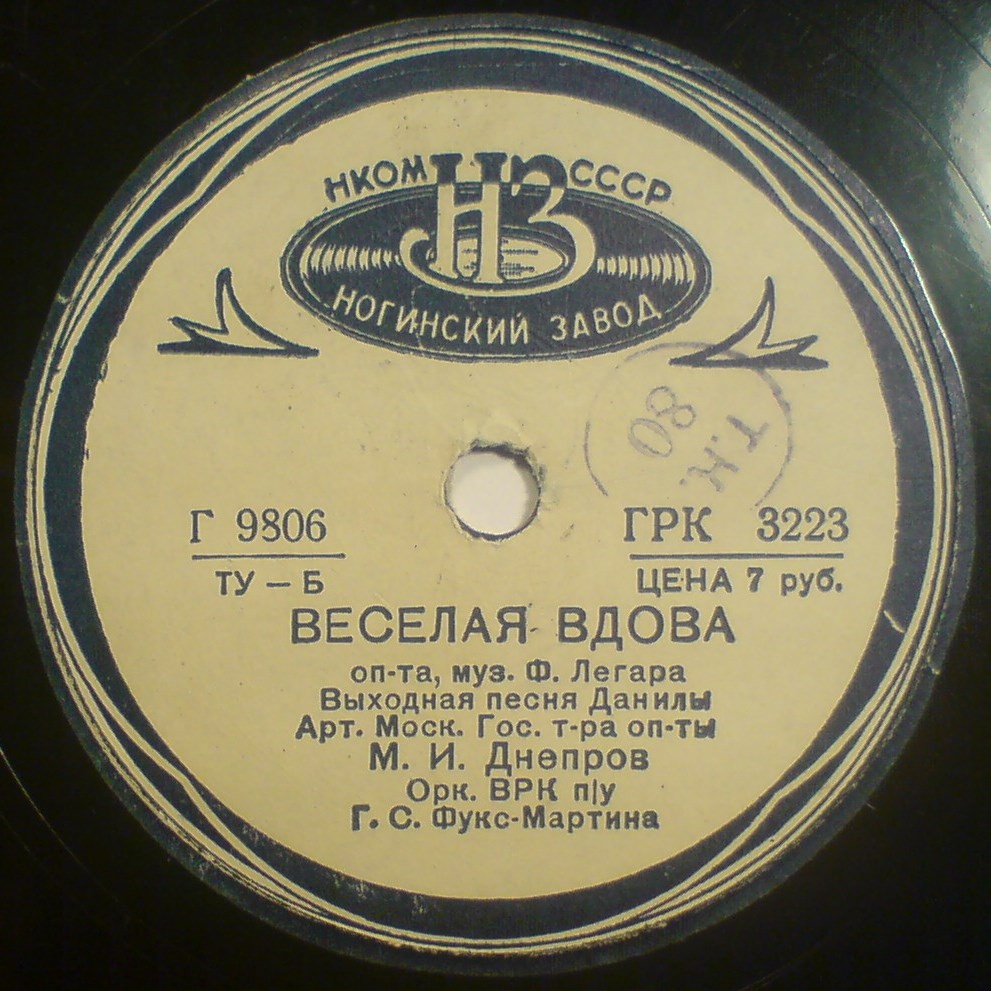 НКОМ НЗ СССР
НОГИНСКИЙ ЗАВОД
Т.К.
80
Г 9806
ГРК 3223
ТУ — Б
ЦЕНА 7 руб.
ВЕСЕЛАЯ ВДОВА
оп-та, муз. Ф. Легара
Выходная песня Данилы
Арт. Моск. Гос. т-ра оп-ты
М. И. Днепров
Орк. ВРК п/у
Г. С. Фукс-Мартина